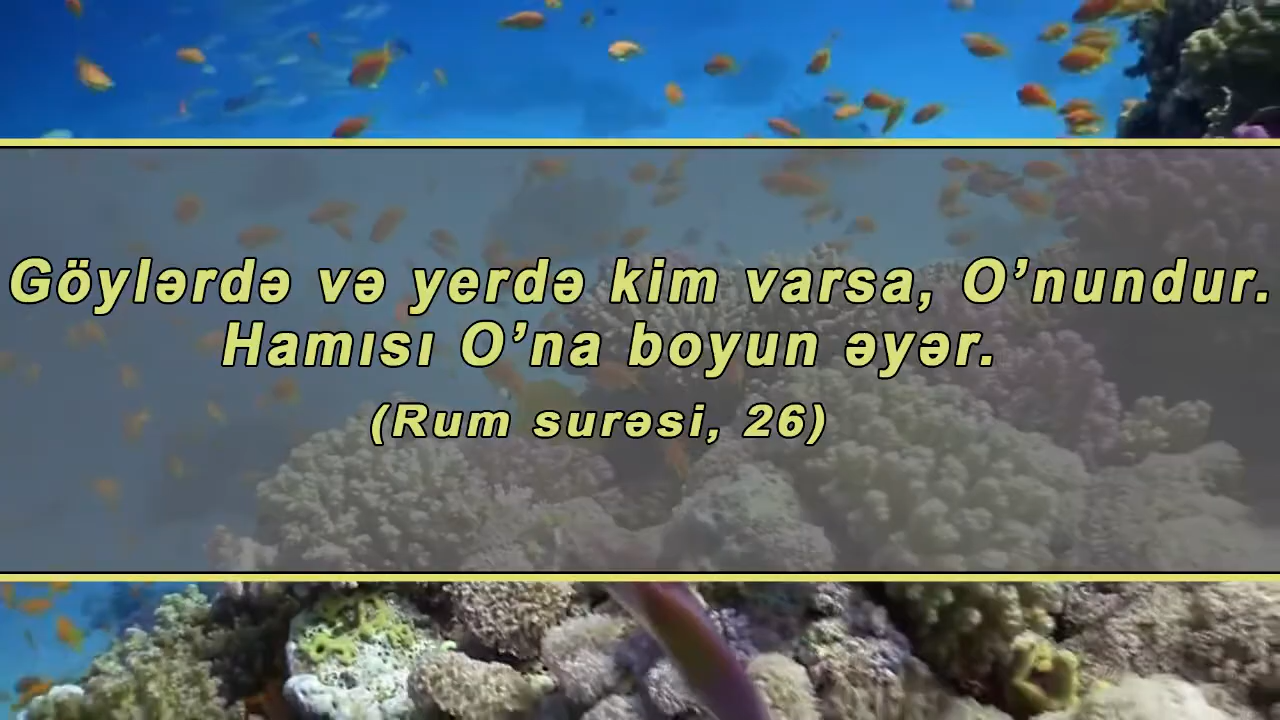 Göylərdə və yerdə kim varsa, O’nundur.
Hamısı O’na boyun əyər.
(Rum surəsi, 26)